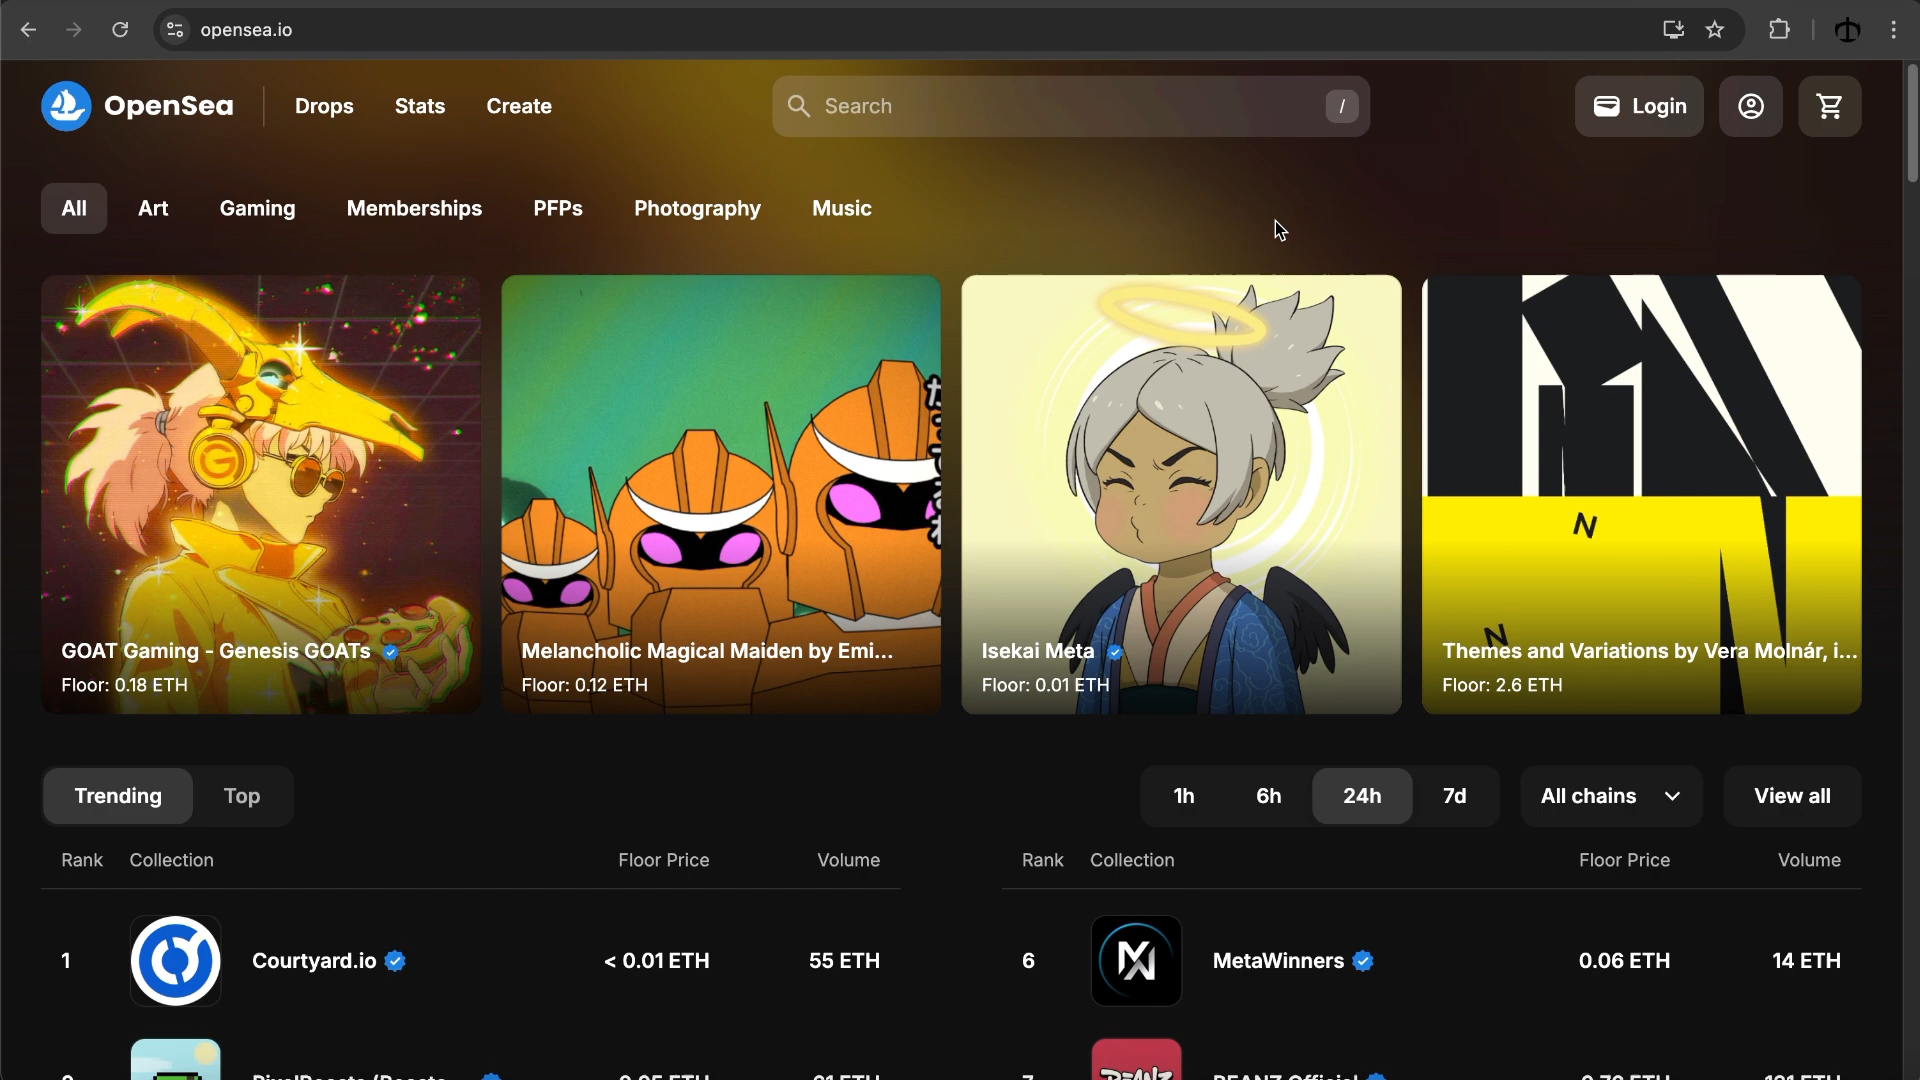 opensea.io
OpenSea
Drops
Stats
Create
Search
/
Login
All
Art
Gaming
Memberships
PFPs
Photography
Music
GOAT Gaming - Genesis GOATs
Floor: 0.18 ETH
Melancholic Magical Maiden by Emi...
Floor: 0.12 ETH
Isekai Meta
Floor: 0.01 ETH
N
N
Themes and Variations by Vera Molnár, i...
Floor: 2.6 ETH
Trending
Top
1h
6h
24h
7d
All chains
View all
Rank Collection Floor Price Volume
Rank Collection Floor Price Volume
1 Courtyard.io < 0.01 ETH 55 ETH
6 MetaWinners 0.06 ETH 14 ETH